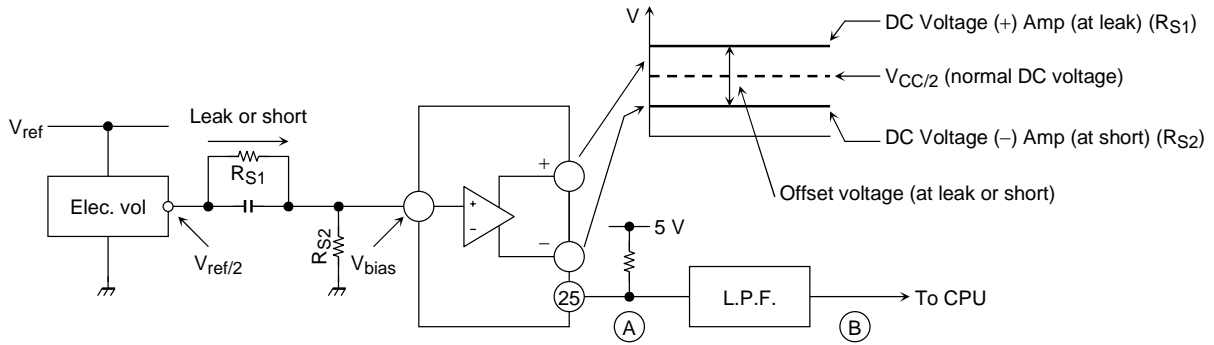 V
DC Voltage (+) Amp (at leak) (RS1)
VCC/2 (normal DC voltage)
DC Voltage (−) Amp (at short) (RS2)
Offset voltage (at leak or short)
Vref
Leak or short
RS1
Elec. vol
Vref/2
RS2
Vbias
+
−
+
−
5 V
25
A
L.P.F.
B
To CPU